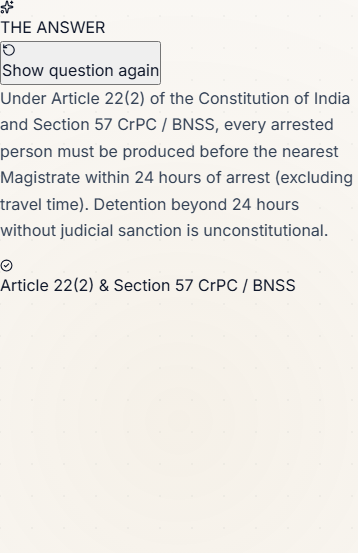 THE ANSWER
Show question again
Under Article 22(2) of the Constitution of India
and Section 57 CrPC / BNSS, every arrested
person must be produced before the nearest
Magistrate within 24 hours of arrest (excluding
travel time). Detention beyond 24 hours
without judicial sanction is unconstitutional.
Article 22(2) & Section 57 CrPC / BNSS